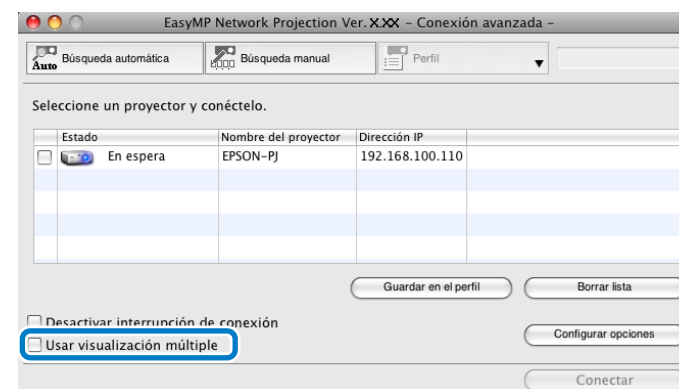 EasyMP Network Projection Ver. X.XX – Conexión avanzada –
Auto Búsqueda automática Búsqueda manual Perfil
Seleccione un proyector y conéctelo.
Estado Nombre del proyector Dirección IP
En espera EPSON-PJ 192.168.100.110
Guardar en el perfil Borrar lista
Desactivar interrupción de conexión
Configurar opciones
Usar visualización múltiple
Conectar